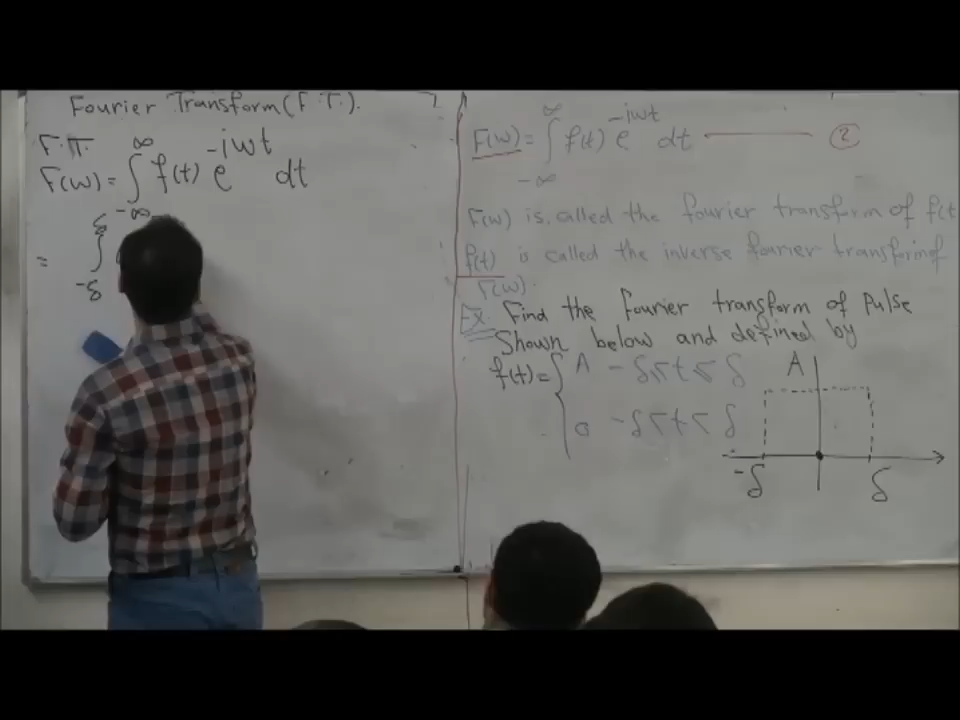 Fourier Transform (F.T.).
F.T.
F(w) = ∫_{-∞}^{∞} f(t) e^{-iwt} dt
= ∫_{-δ}^{δ}
F(w) = ∫_{-∞}^{∞} f(t) e^{-iwt} dt ——— ②
F(w) is called the fourier transform of f(t
f(t) is called the inverse fourier transform of
F(w).
EX. Find the Fourier transform of pulse
Shown below and defined by
f(t) = { A -δ ≤ t ≤ δ
0 -δ
A
-δ δ